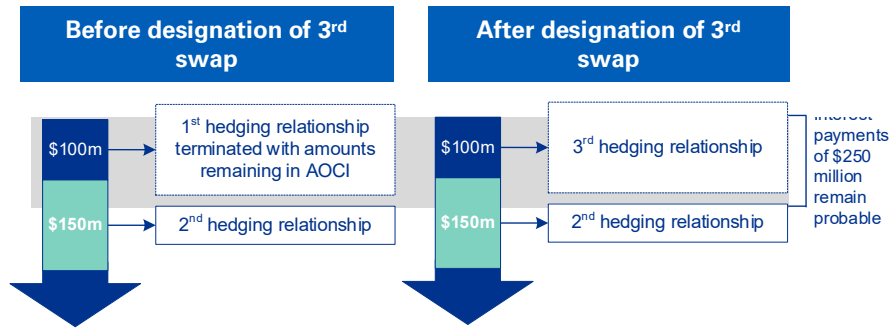 Before designation of 3rd
swap
After designation of 3rd
swap
$100m
1st hedging relationship
terminated with amounts
remaining in AOCI
$150m
2nd hedging relationship
$100m
3rd hedging relationship
$150m
2nd hedging relationship
interest
payments
of $250
million
remain
probable